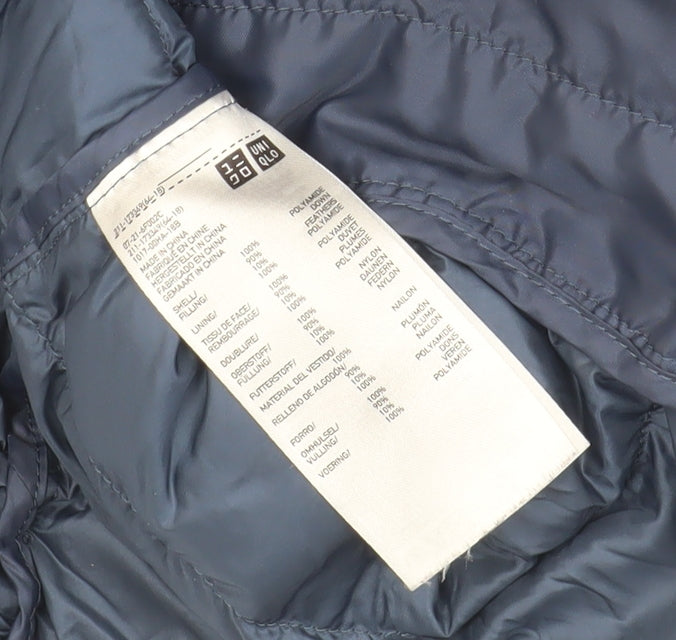 ユニ
クロ
UNI
QLO
MADE IN CHINA
FABRIQUÉ EN CHINE
HERGESTELLT IN CHINA
FABRICADO EN CHINA
GEMAAKT IN CHINA
SHELL/ 100% POLYAMIDE
FILLING/ 90% DOWN
10% FEATHERS
LINING/ 100% POLYAMIDE
TISSU DE FACE/ 100% POLYAMIDE
REMBOURRAGE/ 90% DUVET
10% PLUMES
DOUBLURE/ 100% POLYAMIDE
OBERSTOFF/ 100% NYLON
FÜLLUNG/ 90% DAUNEN
10% FEDERN
FUTTERSTOFF/ 100% NYLON
MATERIAL DEL VESTIDO/ 100% NAILON
RELLENO DE ALGODÓN/ 90% PLUMÓN
10% PLUMA
FORRO/ 100% NAILON
OMHULSEL/ 100% POLYAMIDE
VULLING/ 90% DONS
10% VEREN
VOERING/ 100% POLYAMIDE